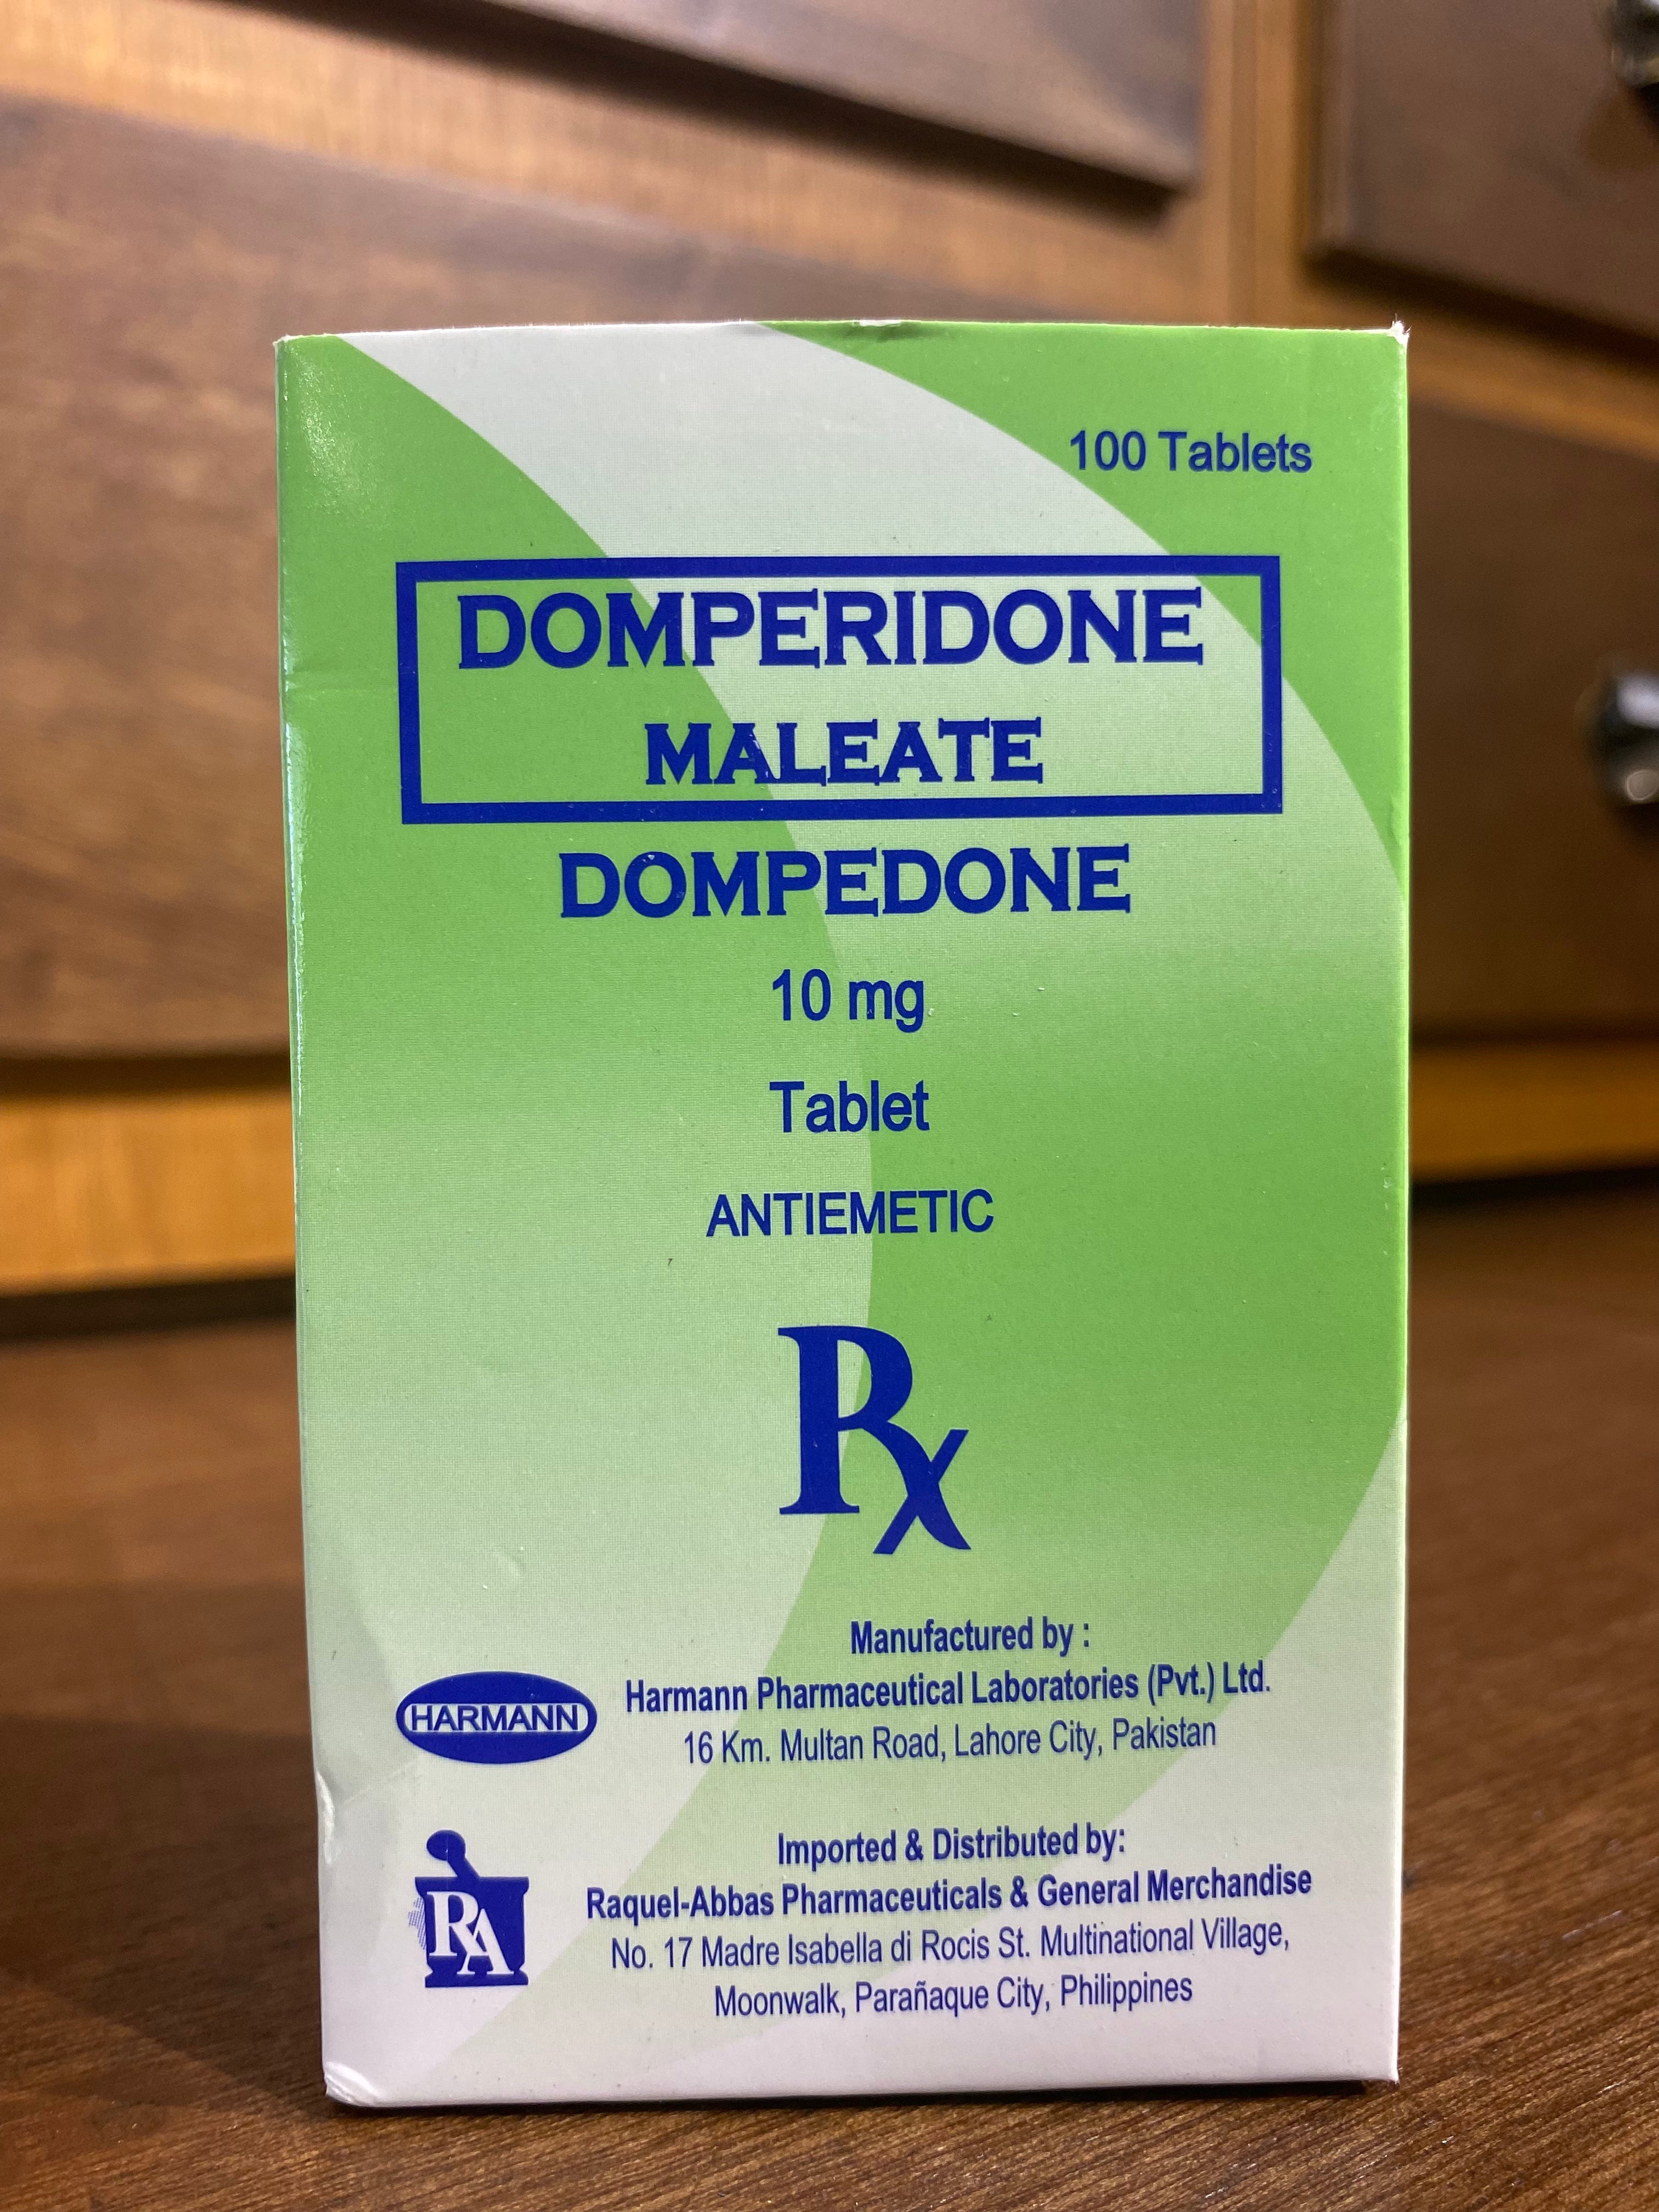 100 Tablets
DOMPERIDONE
MALEATE
DOMPEDONE
10 mg
Tablet
ANTIEMETIC
Rx
Manufactured by :
HARMANN
Harmann Pharmaceutical Laboratories (Pvt.) Ltd.
16 Km. Multan Road, Lahore City, Pakistan
RA
Imported & Distributed by:
Raquel-Abbas Pharmaceuticals & General Merchandise
No. 17 Madre Isabella di Rocis St. Multinational Village,
Moonwalk, Parañaque City, Philippines